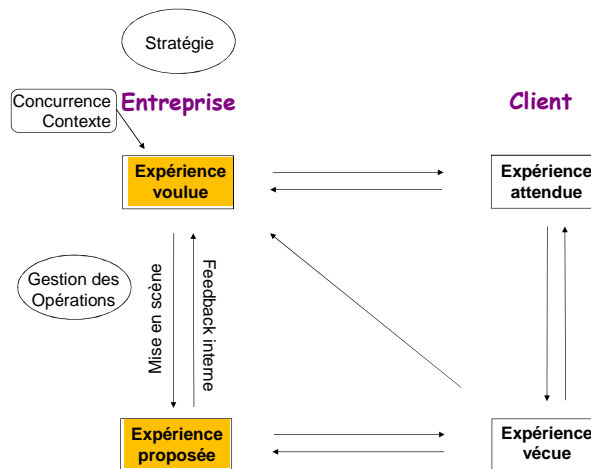 Stratégie
Entreprise
Client
Concurrence
Contexte
Expérience
voulue
Expérience
attendue
Gestion des
Opérations
Mise en scène
Feedback interne
Expérience
proposée
Expérience
vécue